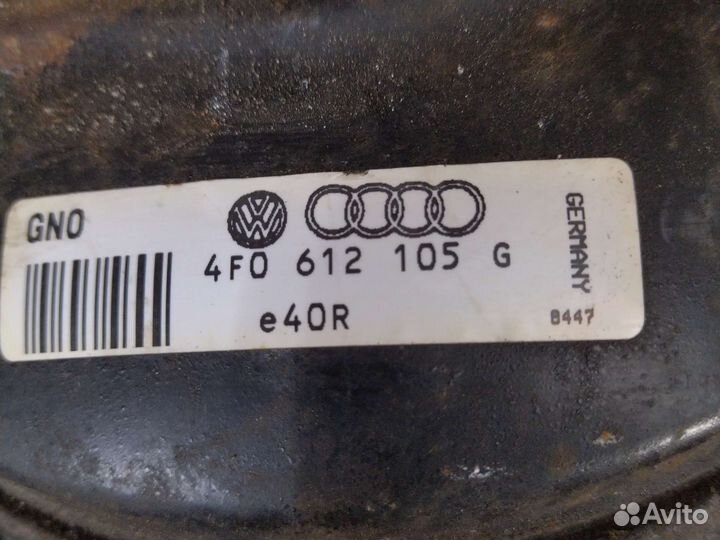 GNO
4F0 612 105 G
e40R
GERMANY
8447
Avito